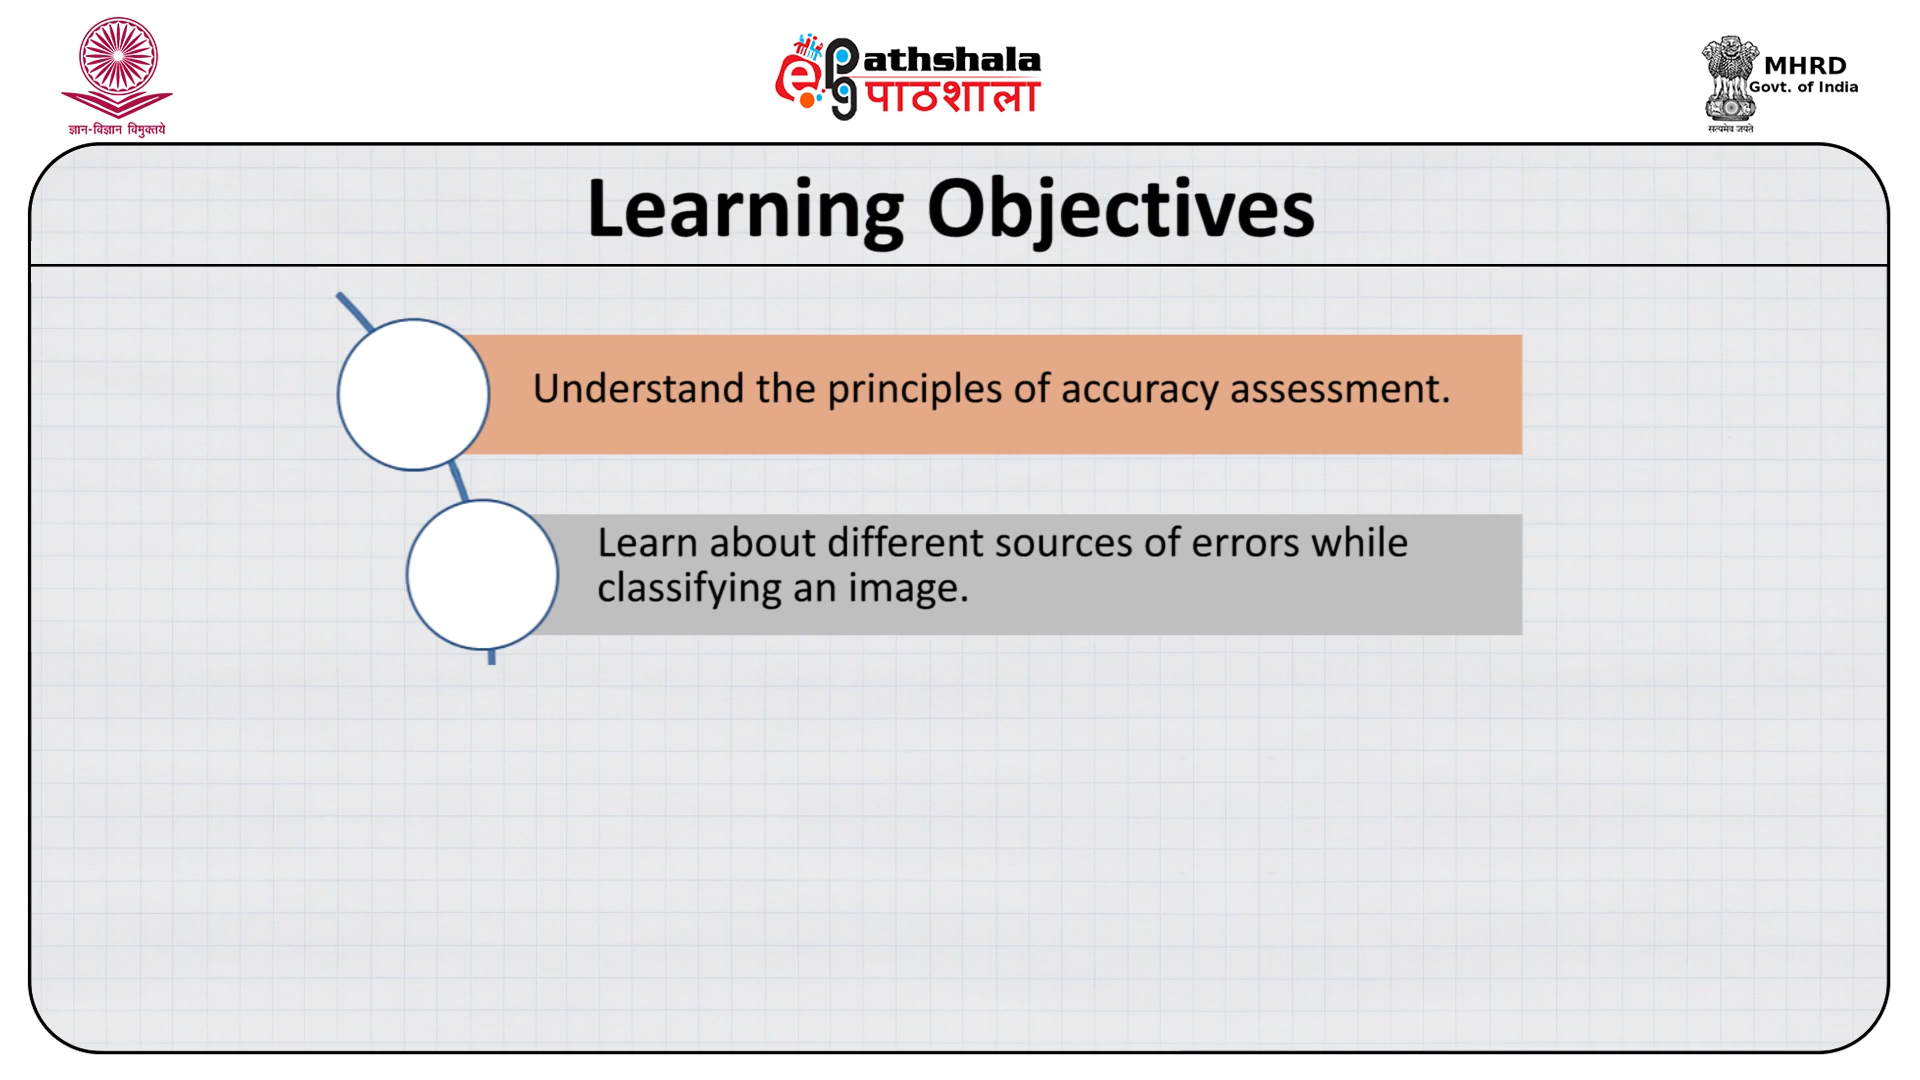 ज्ञान-विज्ञान विमुक्तये
ePG athshala
पाठशाला
MHRD
Govt. of India
सत्यमेव जयते
Learning Objectives
Understand the principles of accuracy assessment.
Learn about different sources of errors while
classifying an image.